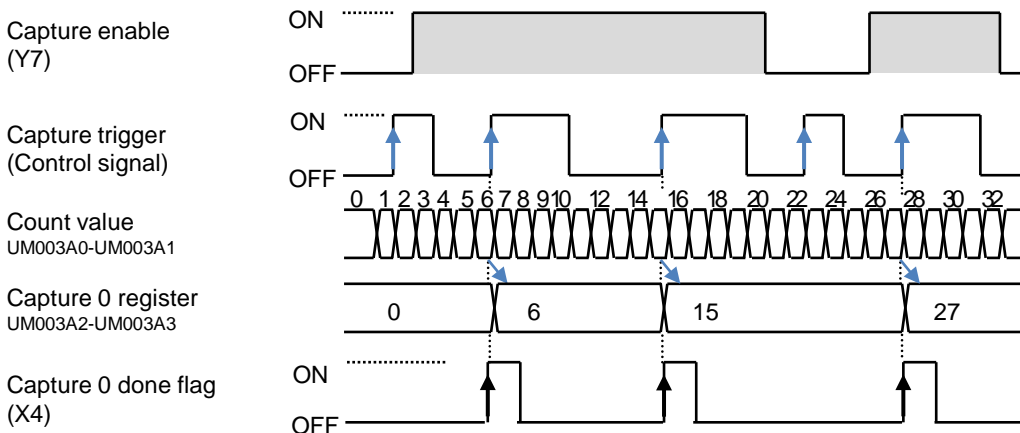 Capture enable
(Y7)
ON
OFF
Capture trigger
(Control signal)
ON
OFF
Count value
UM003A0-UM003A1
0 1 2 3 4 5 6 7 8 9 10 12 14 16 18 20 22 24 26 28 30 32
Capture 0 register
UM003A2-UM003A3
0 6 15 27
Capture 0 done flag
(X4)
ON
OFF